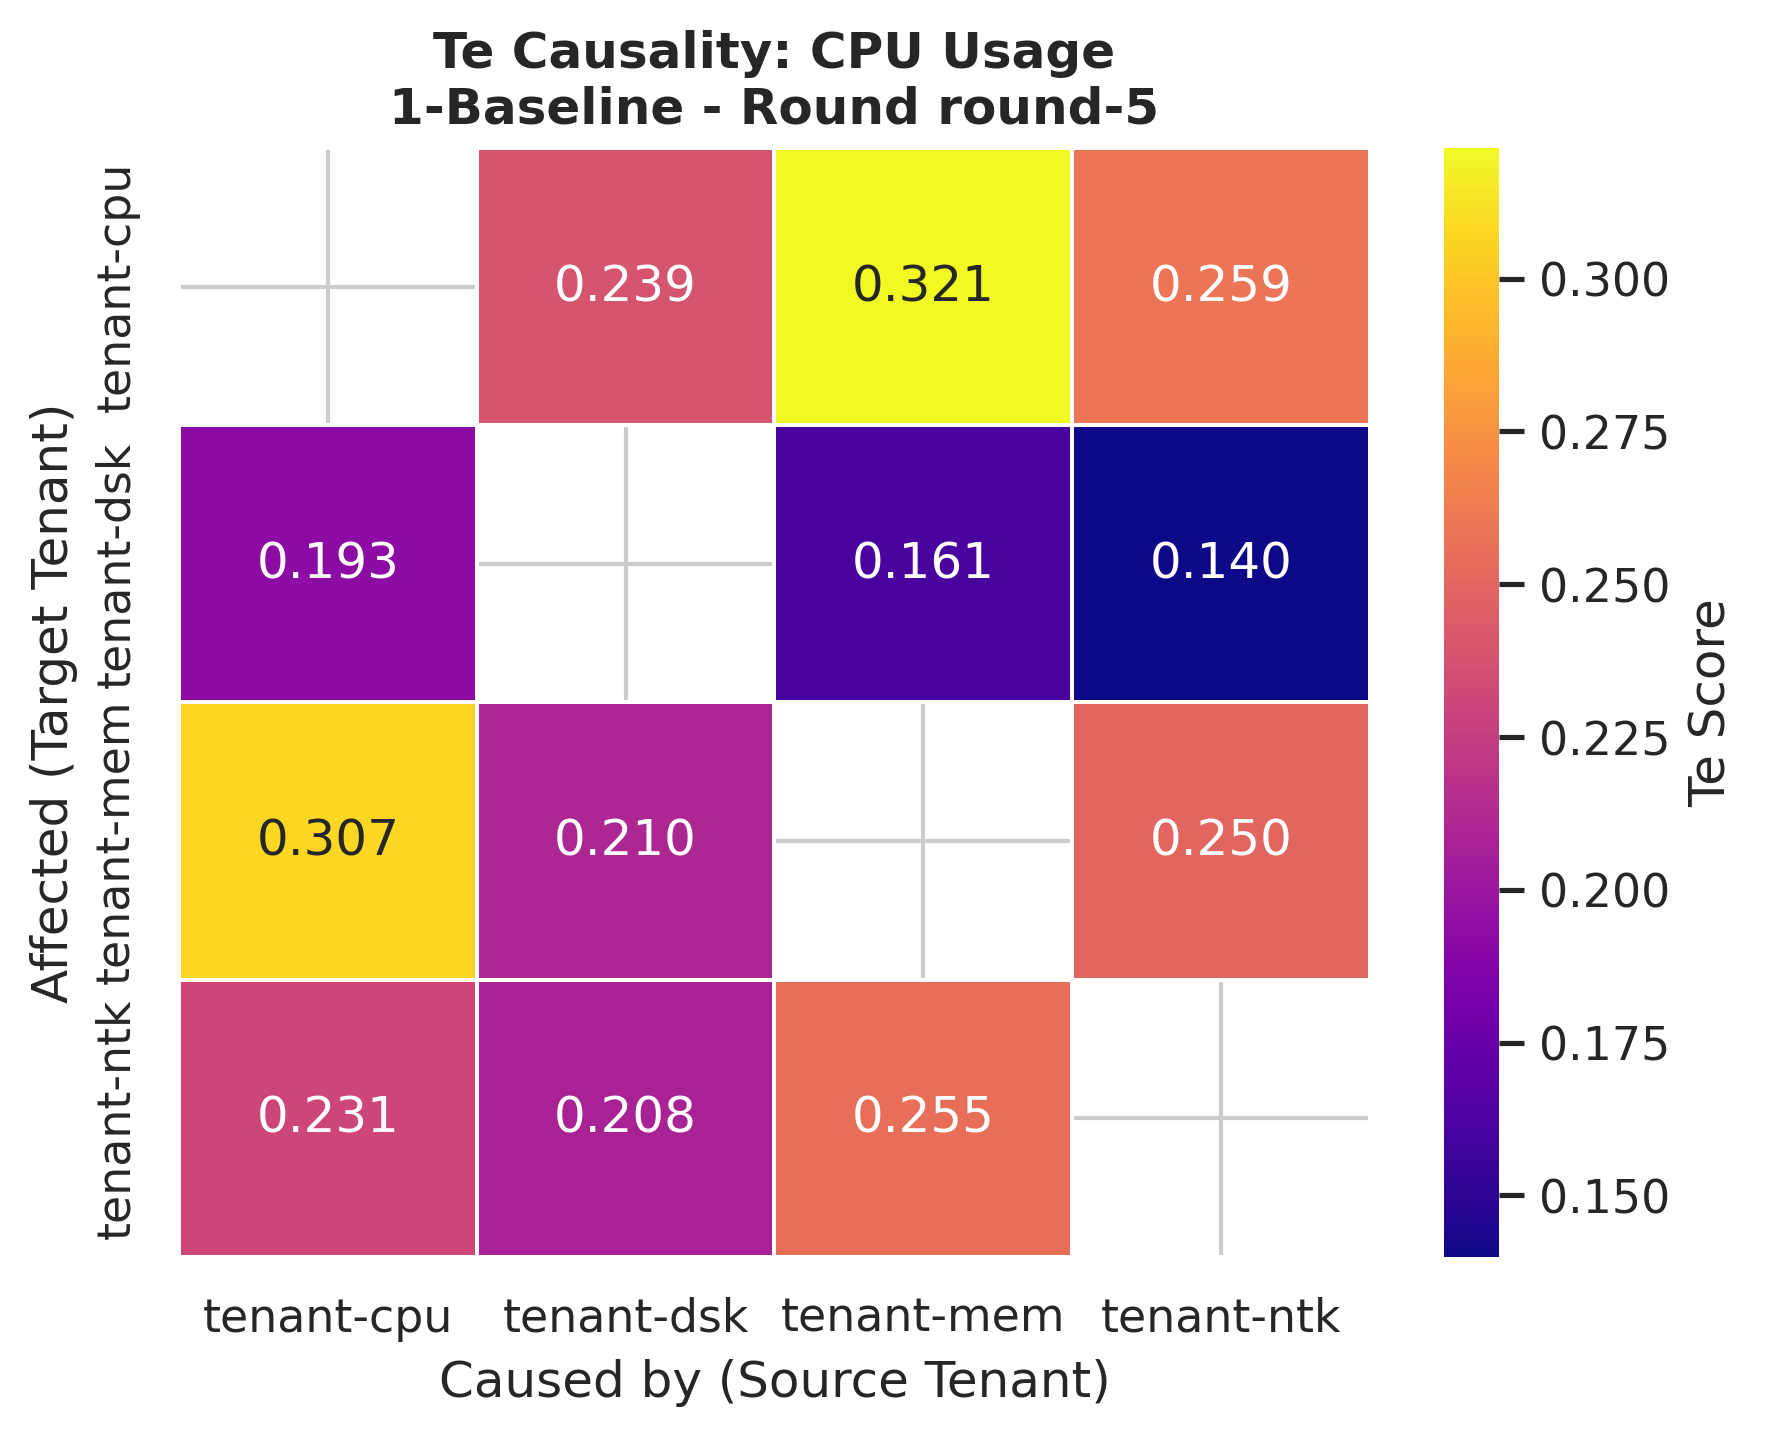 Te Causality: CPU Usage
1-Baseline - Round round-5
Affected (Target Tenant)
tenant-cpu
0.239
0.321
0.259
tenant-dsk
0.193
0.161
0.140
tenant-mem
0.307
0.210
0.250
tenant-ntk
0.231
0.208
0.255
tenant-cpu
tenant-dsk
tenant-mem
tenant-ntk
Caused by (Source Tenant)
0.300
0.275
0.250
0.225
0.200
0.175
0.150
Te Score